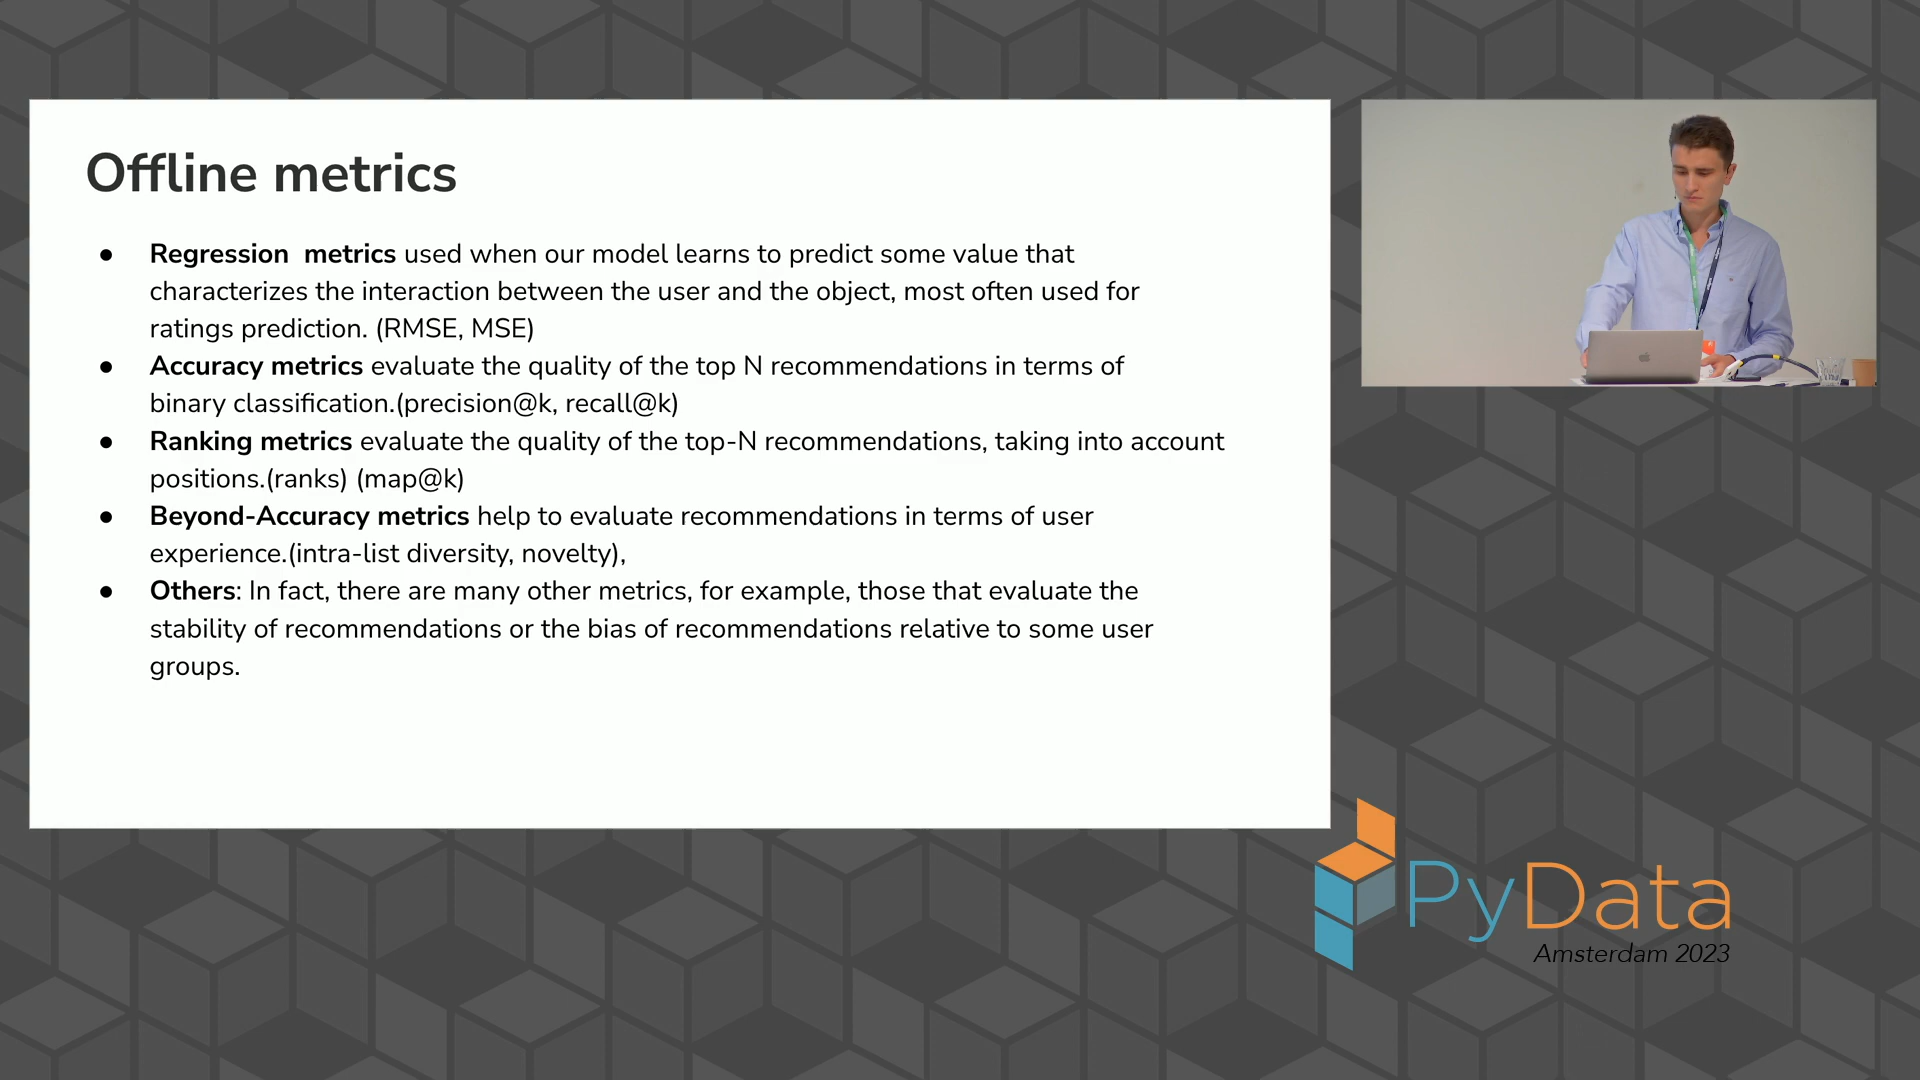 Offline metrics
● Regression  metrics used when our model learns to predict some value that
characterizes the interaction between the user and the object, most often used for
ratings prediction. (RMSE, MSE)
● Accuracy metrics evaluate the quality of the top N recommendations in terms of
binary classification.(precision@k, recall@k)
● Ranking metrics evaluate the quality of the top-N recommendations, taking into account
positions.(ranks) (map@k)
● Beyond-Accuracy metrics help to evaluate recommendations in terms of user
experience.(intra-list diversity, novelty),
● Others: In fact, there are many other metrics, for example, those that evaluate the
stability of recommendations or the bias of recommendations relative to some user
groups.
PyData
Amsterdam 2023